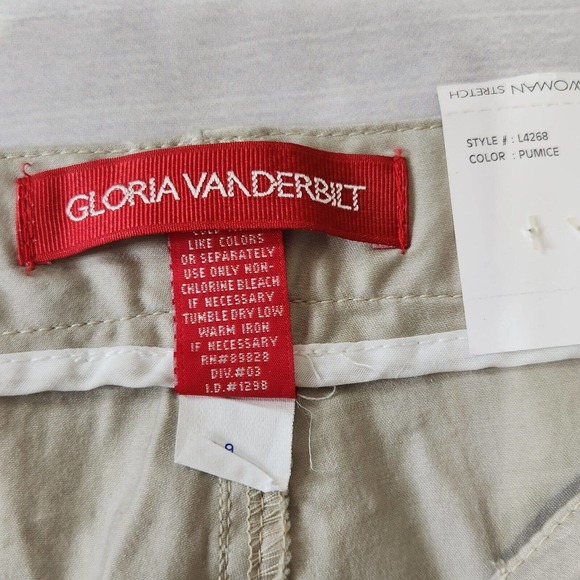 WOMAN STRETCH
STYLE # : L4268
COLOR : PUMICE
GLORIA VANDERBILT
LIKE COLORS
OR SEPARATELY
USE ONLY NON-
CHLORINE BLEACH
IF NECESSARY
TUMBLE DRY LOW
WARM IRON
IF NECESSARY
RN#89828
DIV.#03
I.D.#1298
9